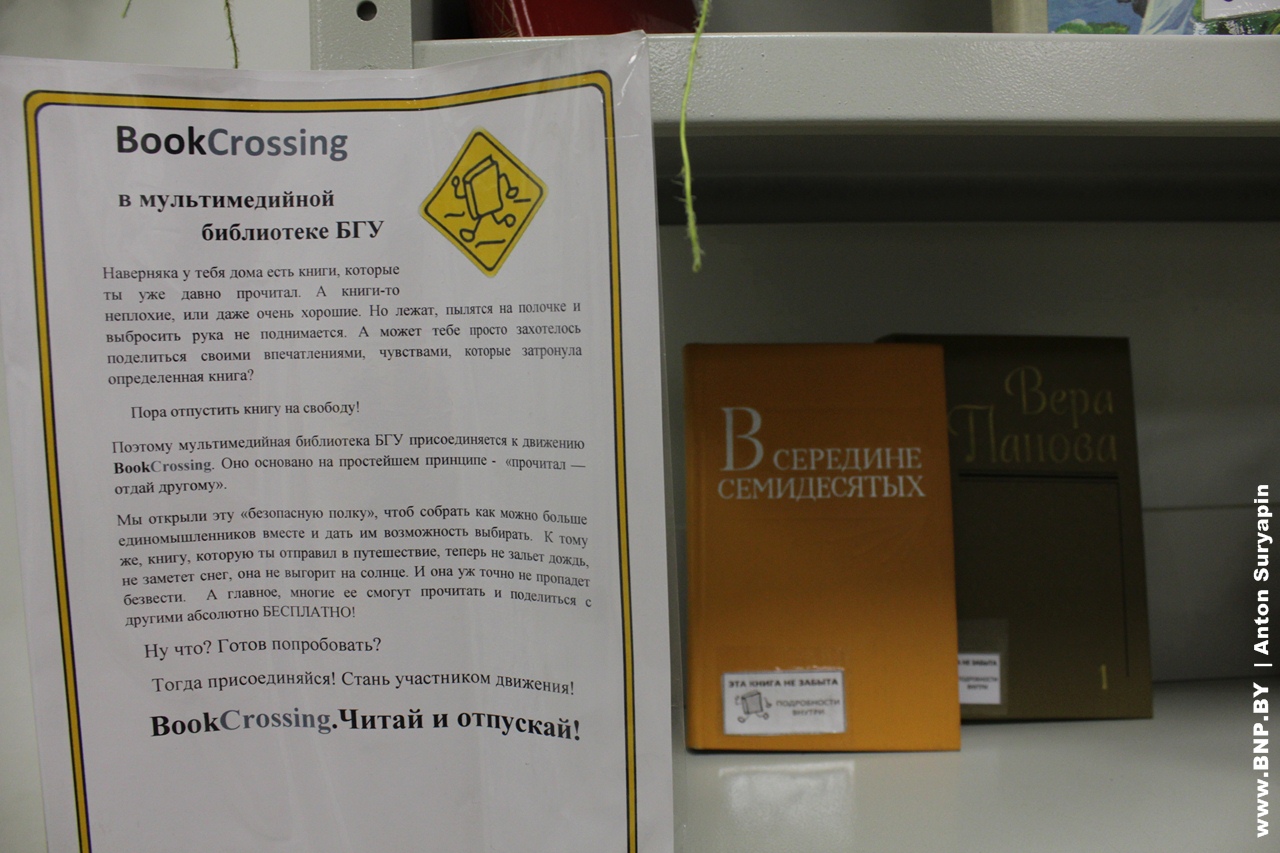 BookCrossing
в мультимедийной
библиотеке БГУ
Наверняка у тебя дома есть книги, которые
ты уже давно прочитал. А книги-то
неплохие, или даже очень хорошие. Но лежат, пылятся на полочке и
выбросить рука не поднимается. А может тебе просто захотелось
поделиться своими впечатлениями, чувствами, которые затронула
определенная книга?
Пора отпустить книгу на свободу!
Поэтому мультимедийная библиотека БГУ присоединяется к движению
BookCrossing. Оно основано на простейшем принципе - «прочитал —
отдай другому».
Мы открыли эту «безопасную полку», чтоб собрать как можно больше
единомышленников вместе и дать им возможность выбирать. К тому
же, книгу, которую ты отправил в путешествие, теперь не зальет дождь,
не заметет снег, она не выгорит на солнце. И она уж точно не пропадет
безвести. А главное, многие ее смогут прочитать и поделиться с
другими абсолютно БЕСПЛАТНО!
Ну что? Готов попробовать?
Тогда присоединяйся! Стань участником движения!
BookCrossing.Читай и отпускай!
В СЕРЕДИНЕ
СЕМИДЕСЯТЫХ
ЭТА КНИГА НЕ ЗАБЫТА
ПОДРОБНОСТИ
ВНУТРИ
Вера
Панова
НЕ ЗАБЫТА
ПОДРОБНОСТИ
ВНУТРИ
1
www.BNP.BY | Anton Suryapin